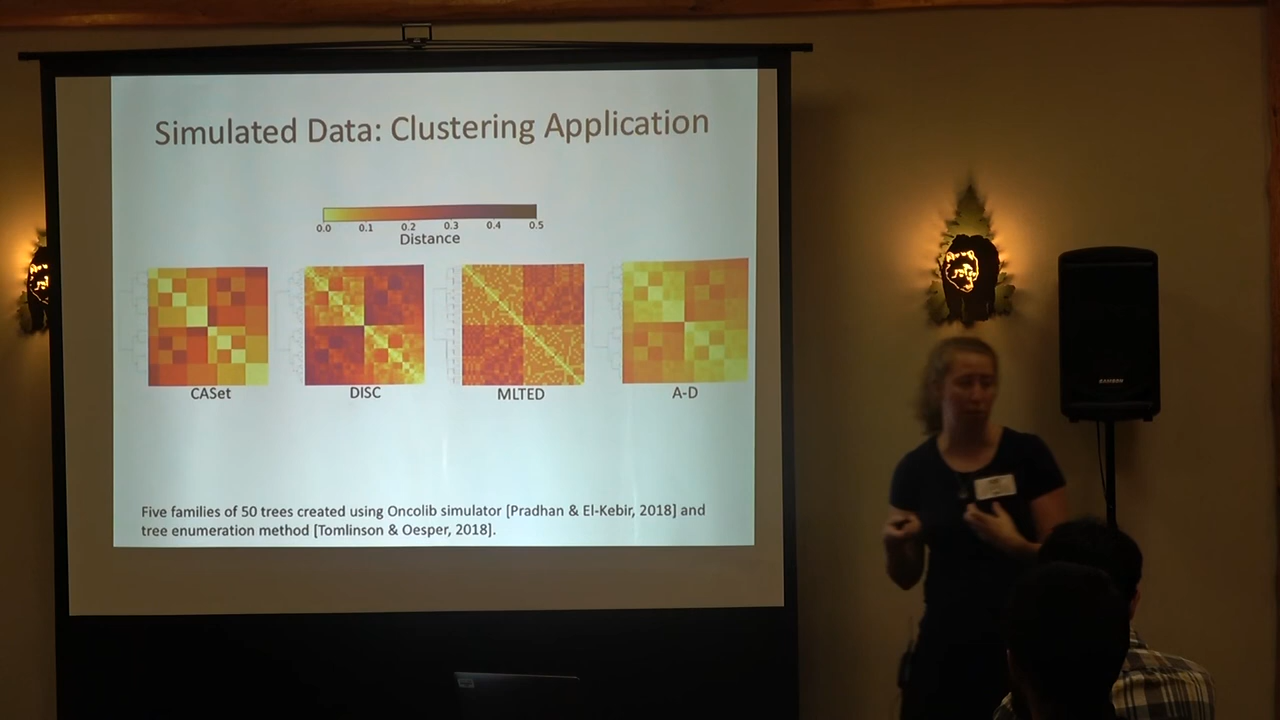 Simulated Data: Clustering Application
0.0 0.1 0.2 0.3 0.4 0.5
Distance
CASet DISC MLTED A-D
Five families of 50 trees created using Oncolib simulator [Pradhan & El-Kebir, 2018] and
tree enumeration method [Tomlinson & Oesper, 2018].
SAMSON